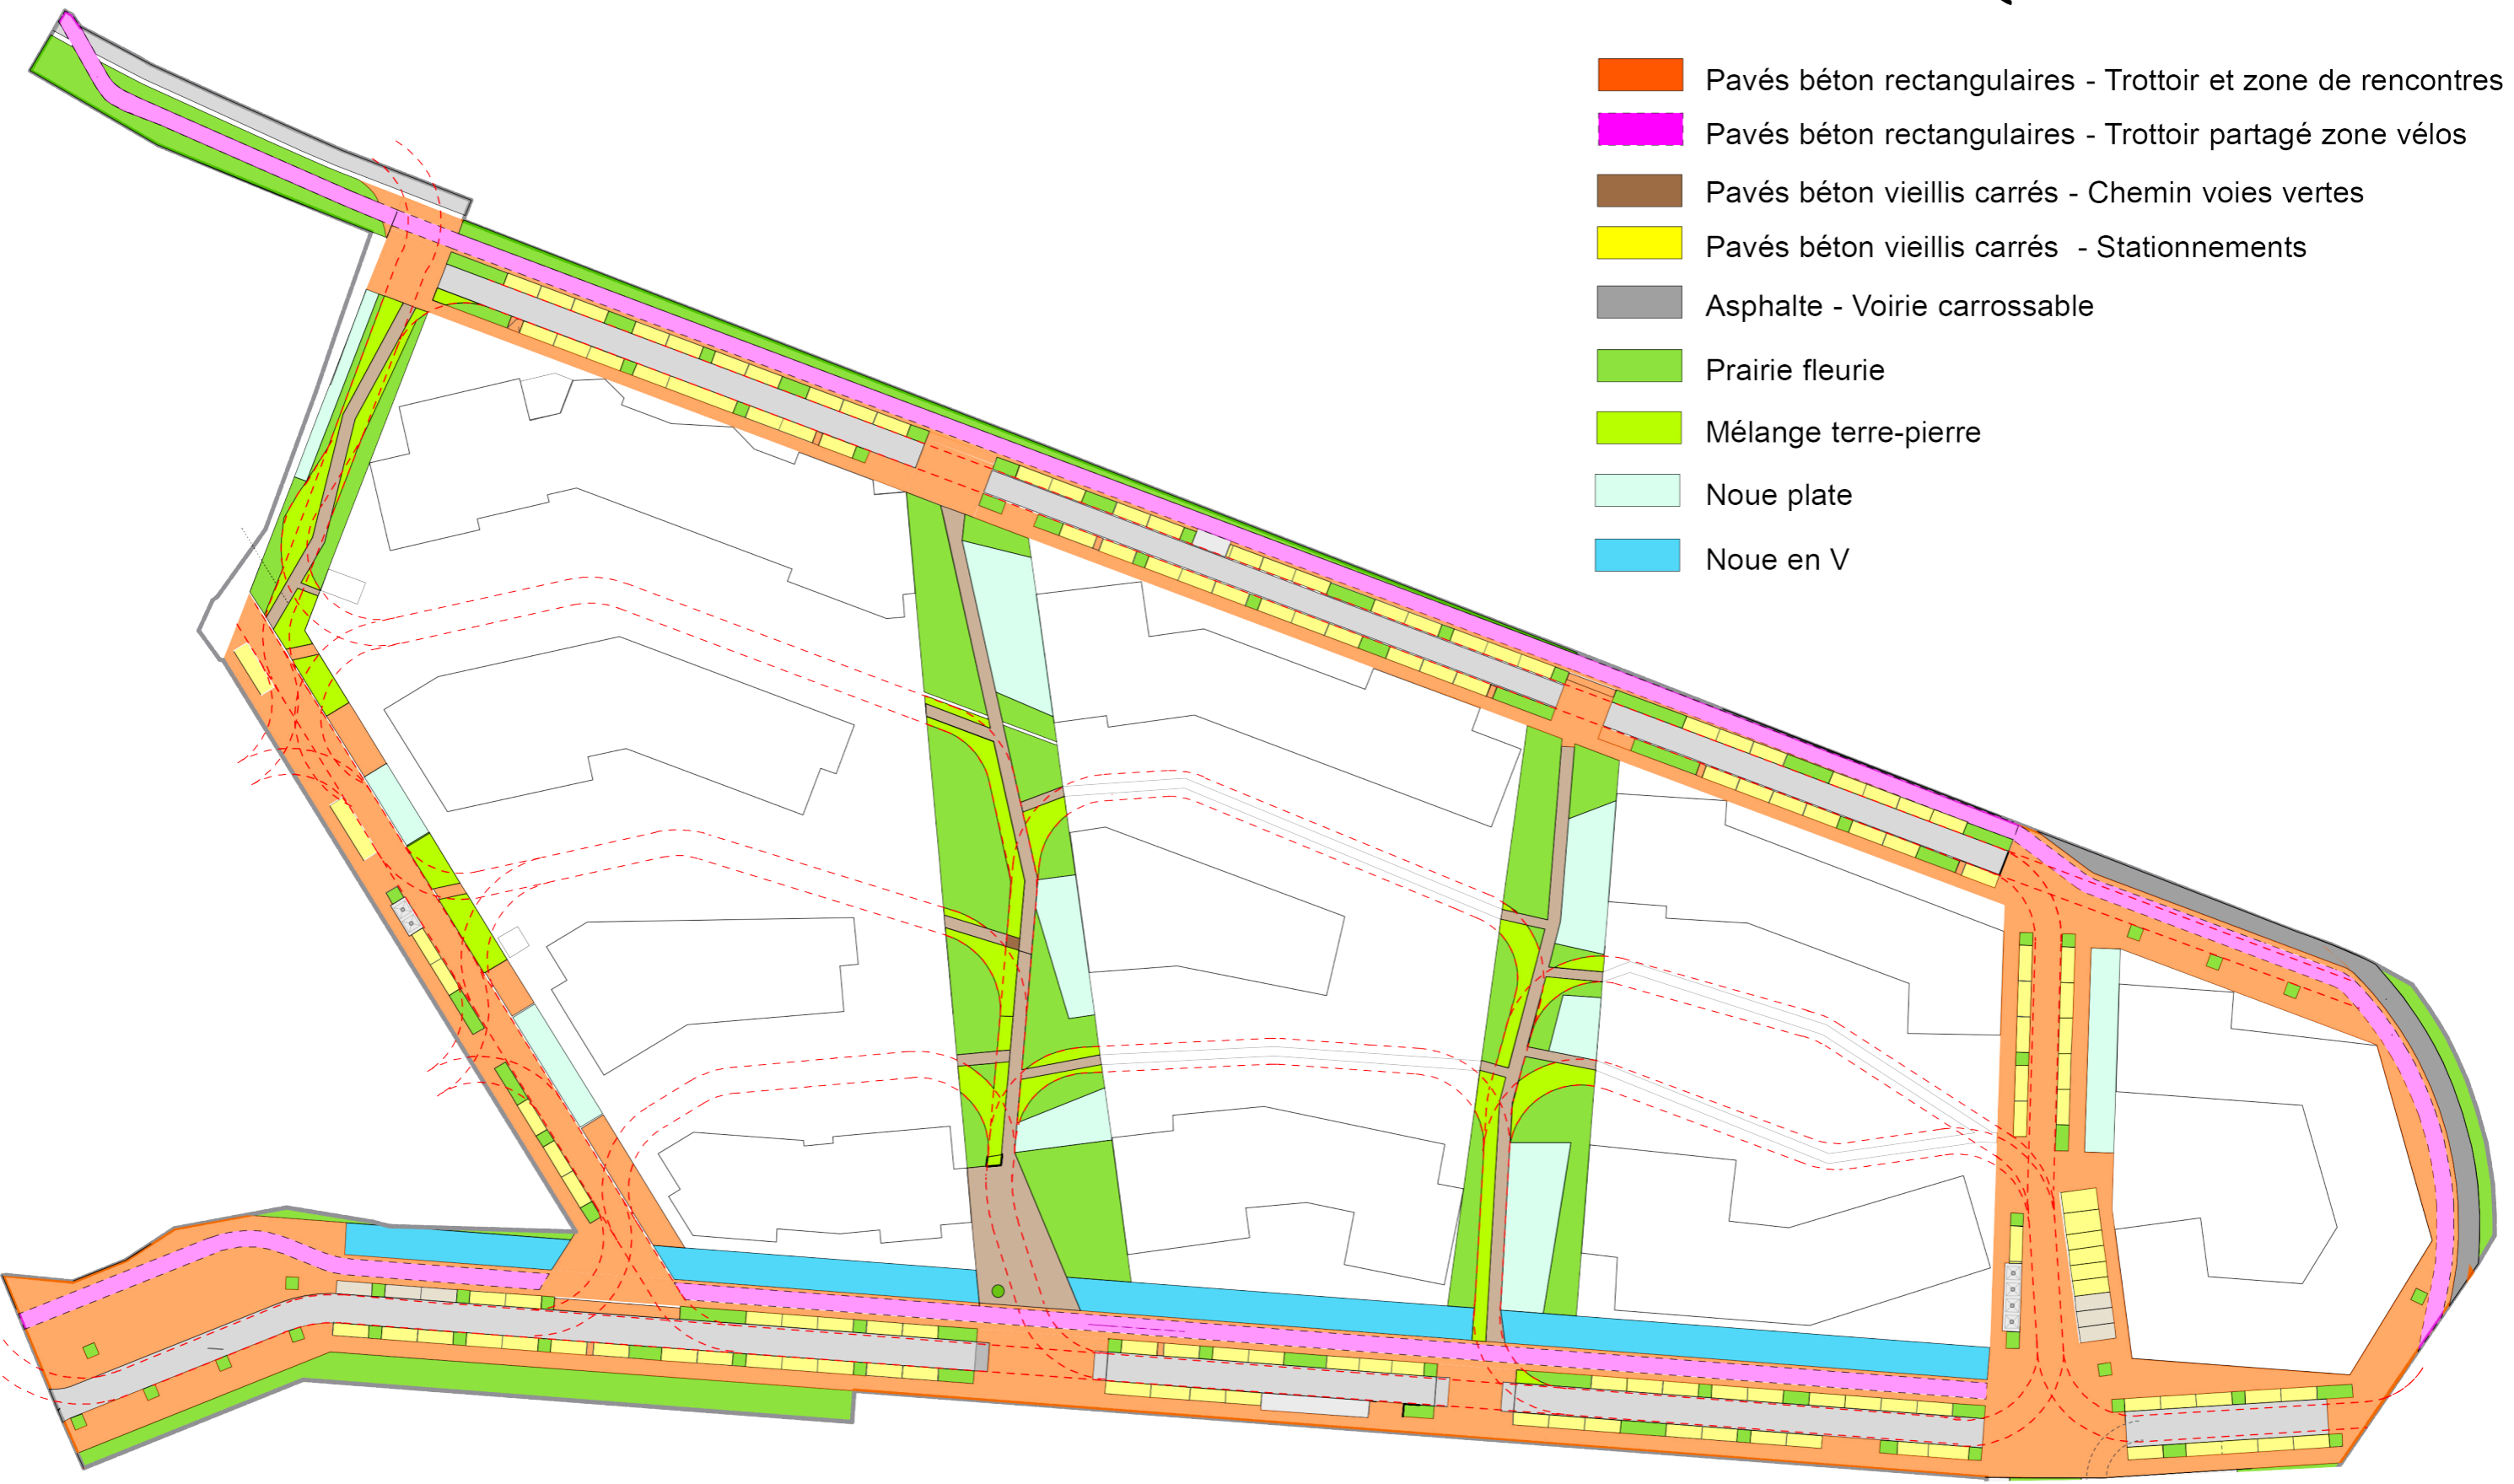 Pavés béton rectangulaires - Trottoir et zone de rencontres
Pavés béton rectangulaires - Trottoir partagé zone vélos
Pavés béton vieillis carrés - Chemin voies vertes
Pavés béton vieillis carrés - Stationnements
Asphalte - Voirie carrossable
Prairie fleurie
Mélange terre-pierre
Noue plate
Noue en V